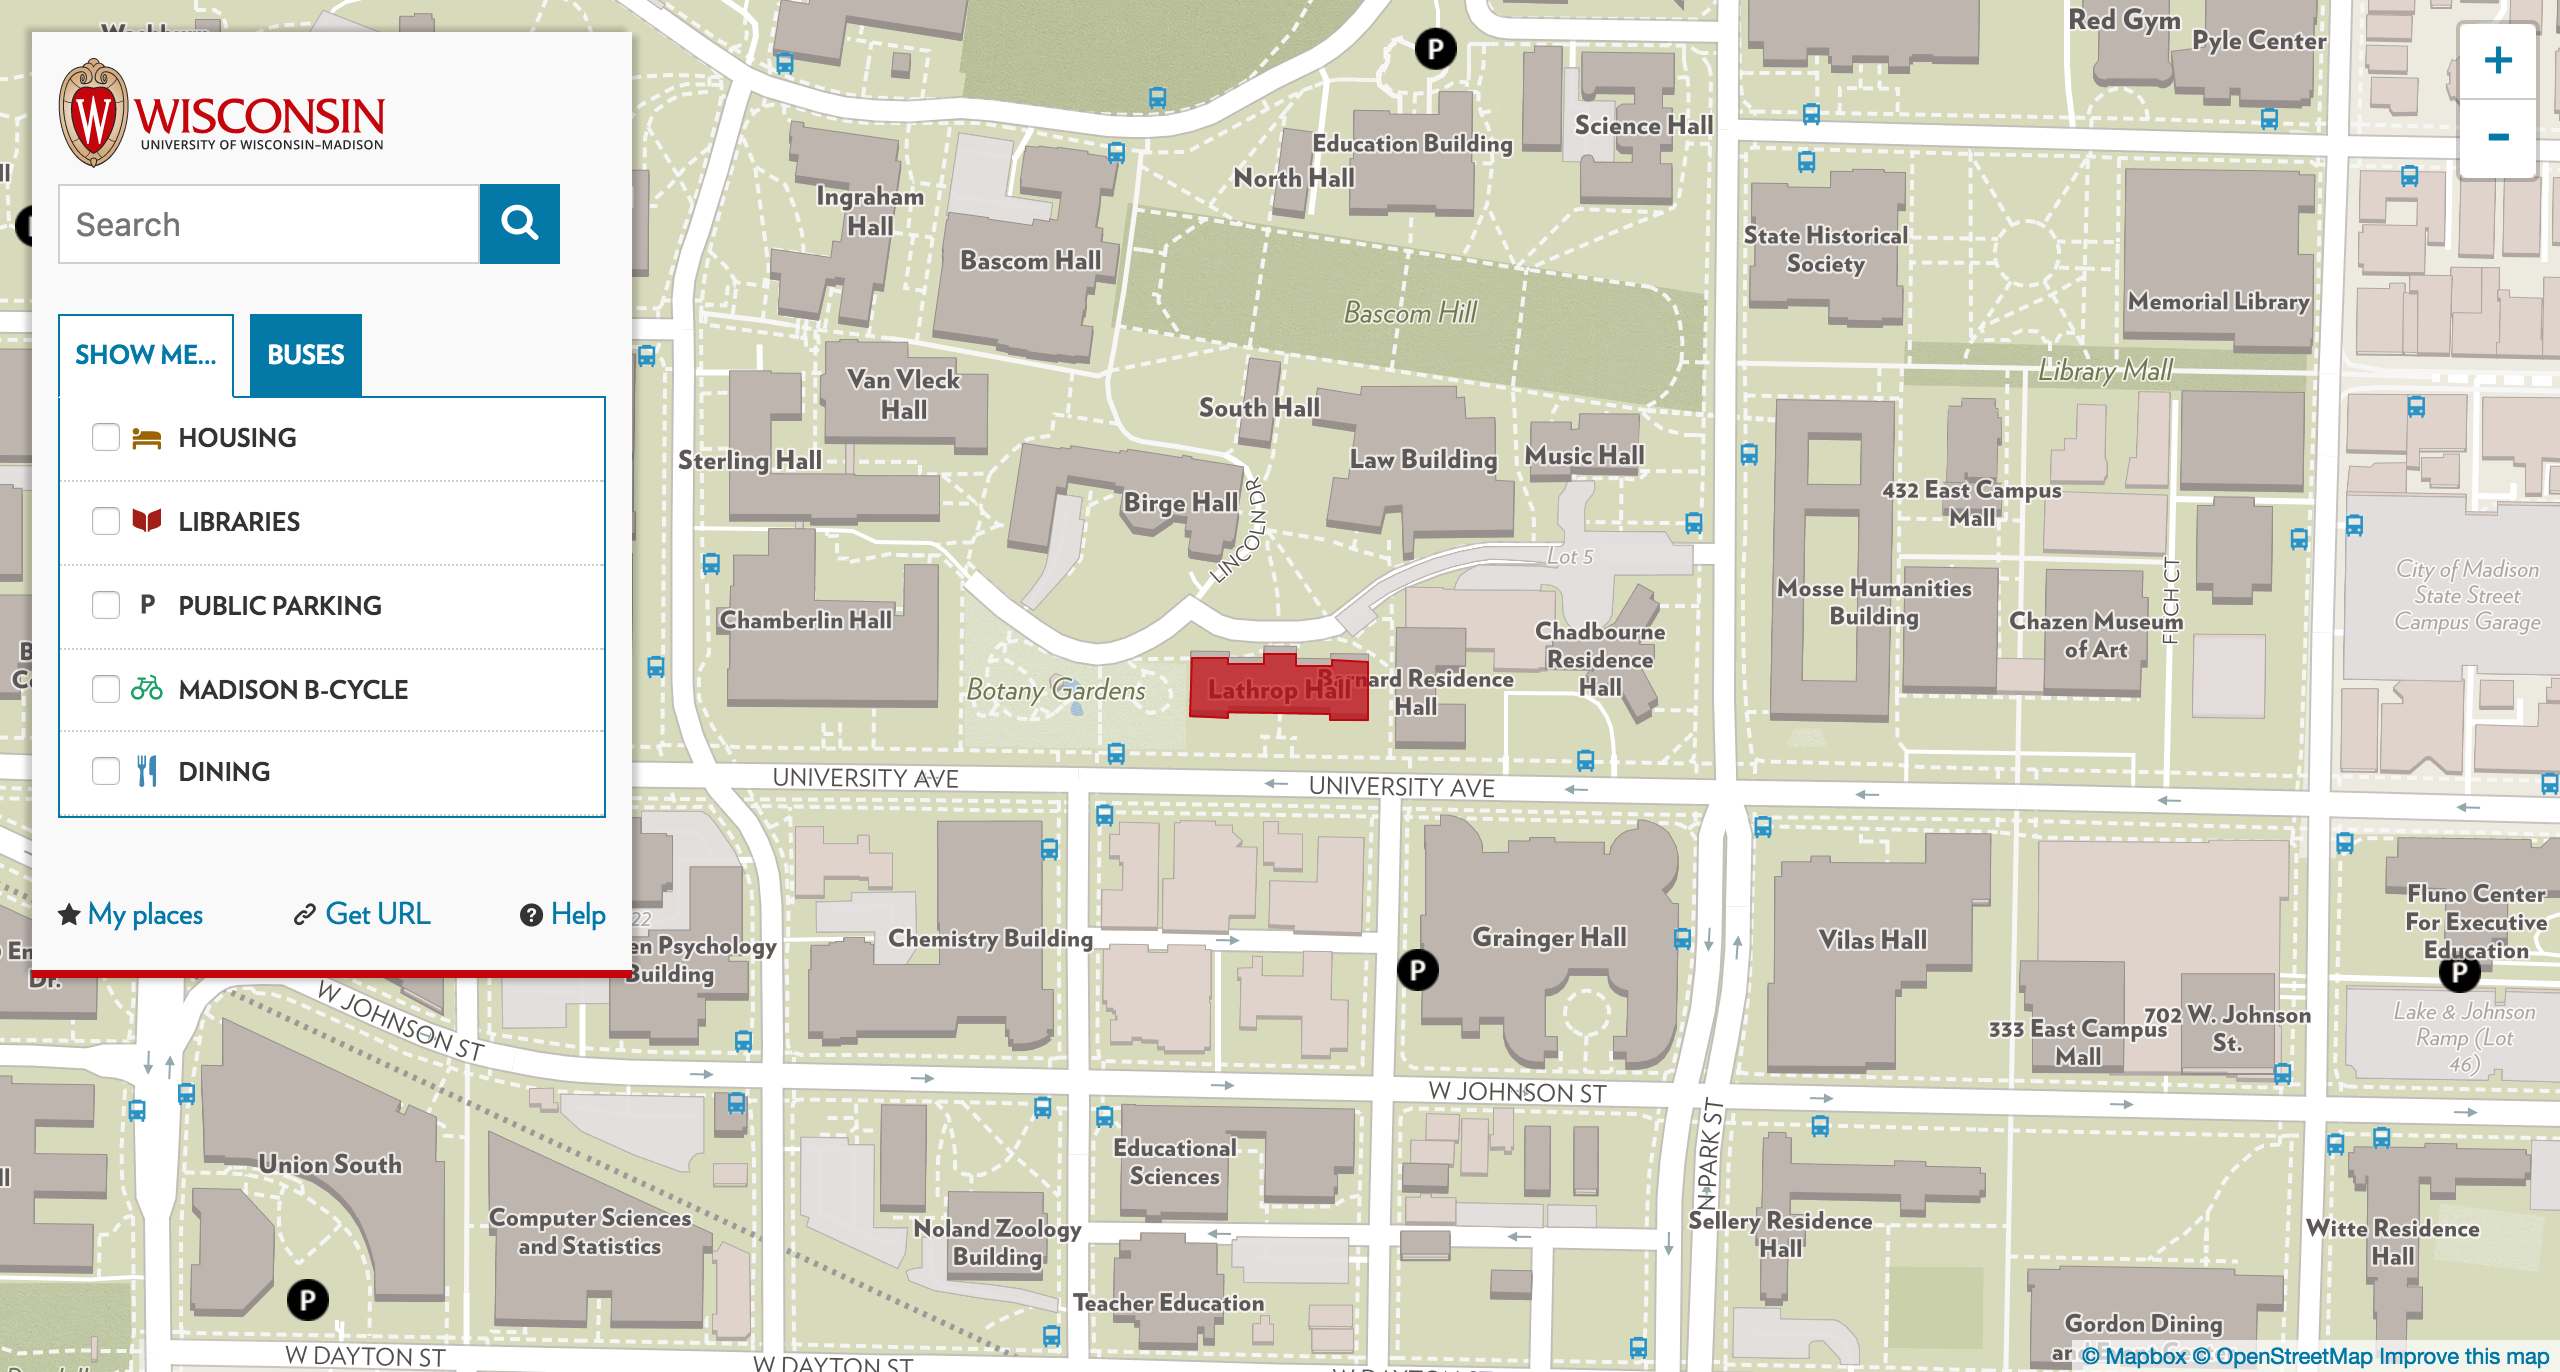 WISCONSIN
UNIVERSITY OF WISCONSIN–MADISON
Search
SHOW ME...
BUSES
HOUSING
LIBRARIES
P PUBLIC PARKING
MADISON B-CYCLE
DINING
My places
Get URL
? Help
+
−
P
Red Gym
Pyle Center
Science Hall
Education Building
North Hall
Ingraham
Hall
Bascom Hall
State Historical
Society
Memorial Library
Bascom Hill
Library Mall
Van Vleck
Hall
South Hall
Sterling Hall
Law Building
Music Hall
Birge Hall
LINCOLN DR
432 East Campus
Mall
Lot 5
City of Madison
State Street
Campus Garage
Mosse Humanities
Building
FITCH CT
Chazen Museum
of Art
Chamberlin Hall
Chadbourne
Residence
Hall
Botany Gardens
Lathrop Hall
Barnard Residence
Hall
UNIVERSITY AVE
UNIVERSITY AVE
22
en Psychology
Building
Chemistry Building
Grainger Hall
P
Vilas Hall
Fluno Center
For Executive
Education
P
En
Dr.
333 East Campus
Mall
702 W. Johnson
St.
Lake & Johnson
Ramp (Lot
46)
W JOHNSON ST
W JOHNSON ST
N PARK ST
Union South
Computer Sciences
and Statistics
P
Educational
Sciences
Noland Zoology
Building
Teacher Education
Sellery Residence
Hall
Witte Residence
Hall
Gordon Dining
W DAYTON ST
W DAYTON ST
© Mapbox © OpenStreetMap Improve this map